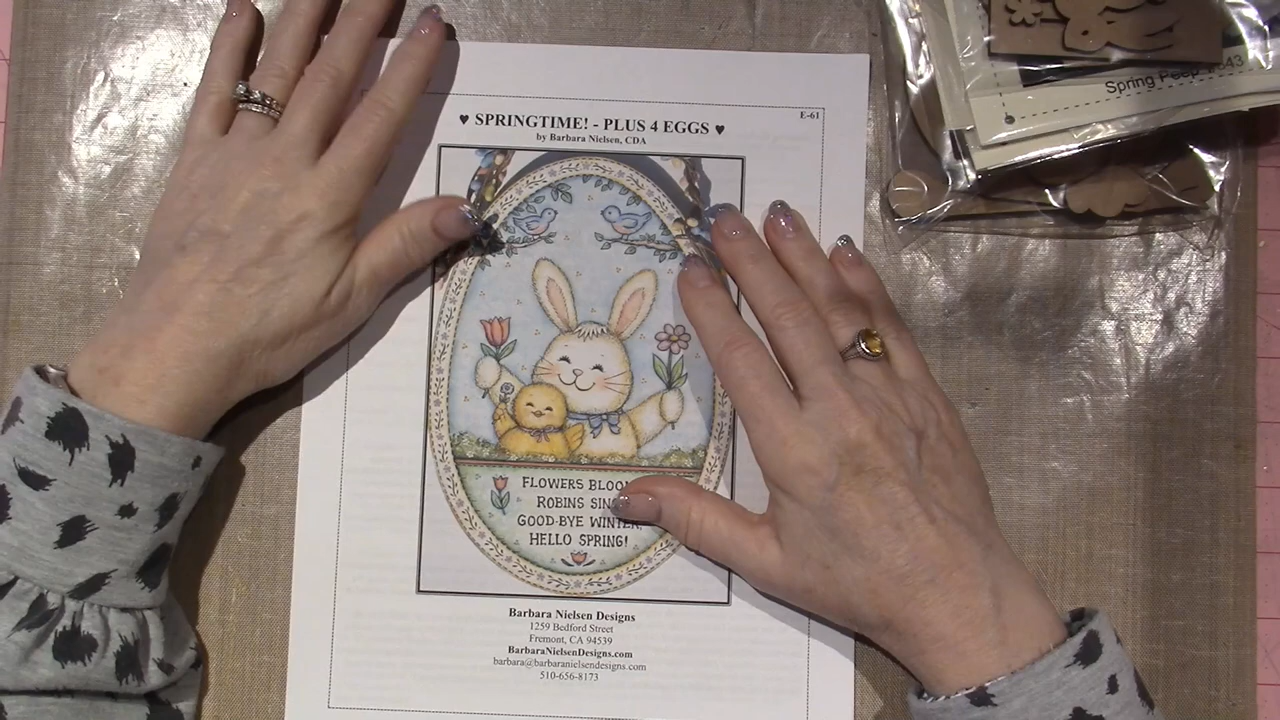 E-61
♥ SPRINGTIME! - PLUS 4 EGGS ♥
by Barbara Nielsen, CDA
FLOWERS BLOOM
ROBINS SING
GOOD-BYE WINTER,
HELLO SPRING!
Barbara Nielsen Designs
1259 Bedford Street
Fremont, CA 94539
BarbaraNielsenDesigns.com
barbara@barbaranielsendesigns.com
510-656-8173
Spring Peep